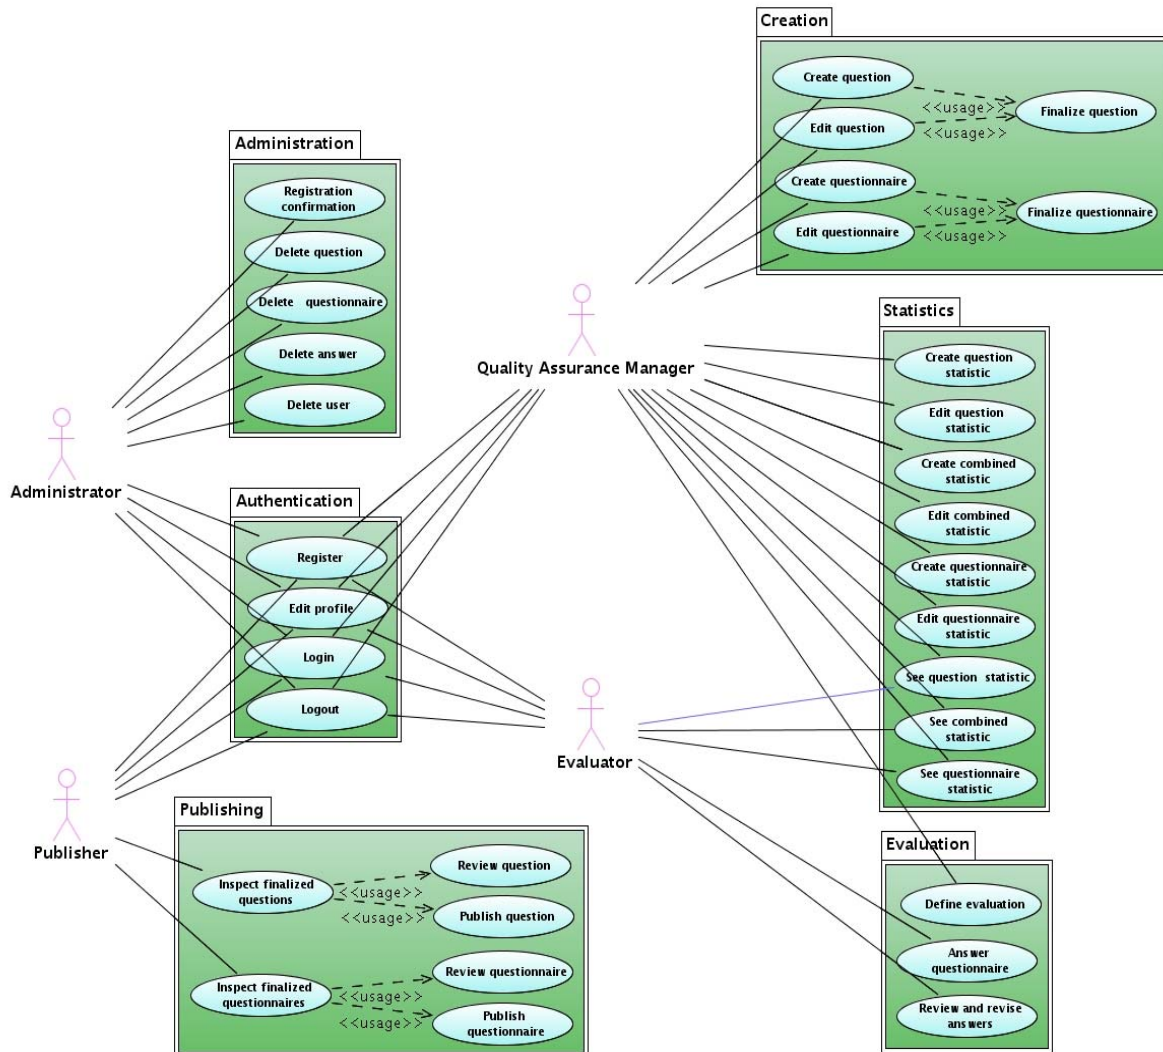 Creation
Create question
<<usage>>
Finalize question
Edit question
<<usage>>
Create questionnaire
<<usage>>
Finalize questionnaire
Edit questionnaire
<<usage>>
Administration
Registration
confirmation
Delete question
Delete questionnaire
Delete answer
Delete user
Administrator
Quality Assurance Manager
Statistics
Create question
statistic
Edit question
statistic
Create combined
statistic
Edit combined
statistic
Create questionnaire
statistic
Edit questionnaire
statistic
See question statistic
See combined
statistic
See questionnaire
statistic
Authentication
Register
Edit profile
Login
Logout
Evaluator
Publisher
Publishing
Inspect finalized
questions
<<usage>>
<<usage>>
Review question
Publish question
Inspect finalized
questionnaires
<<usage>>
<<usage>>
Review questionnaire
Publish
questionnaire
Evaluation
Define evaluation
Answer
questionnaire
Review and revise
answers